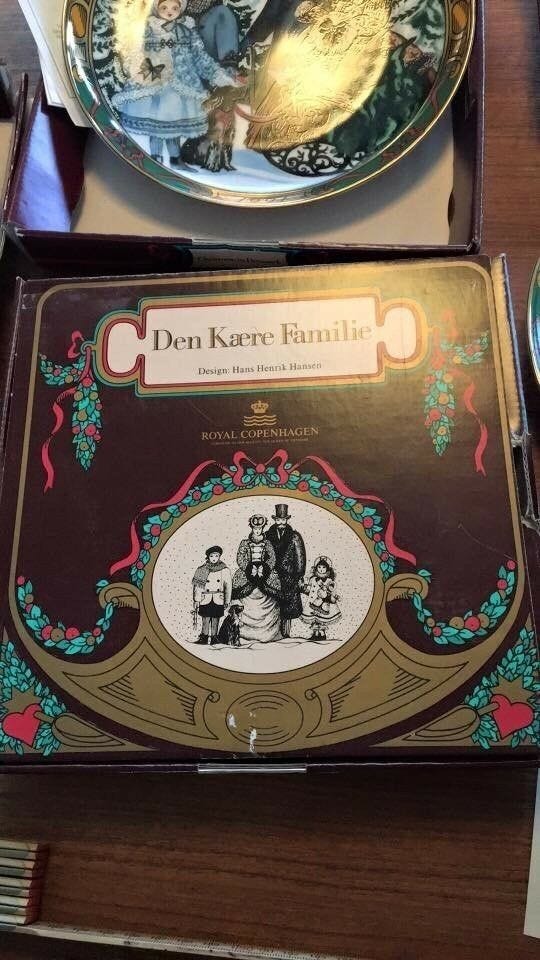 Den Kære Familie
Design: Hans Henrik Hansen
ROYAL COPENHAGEN